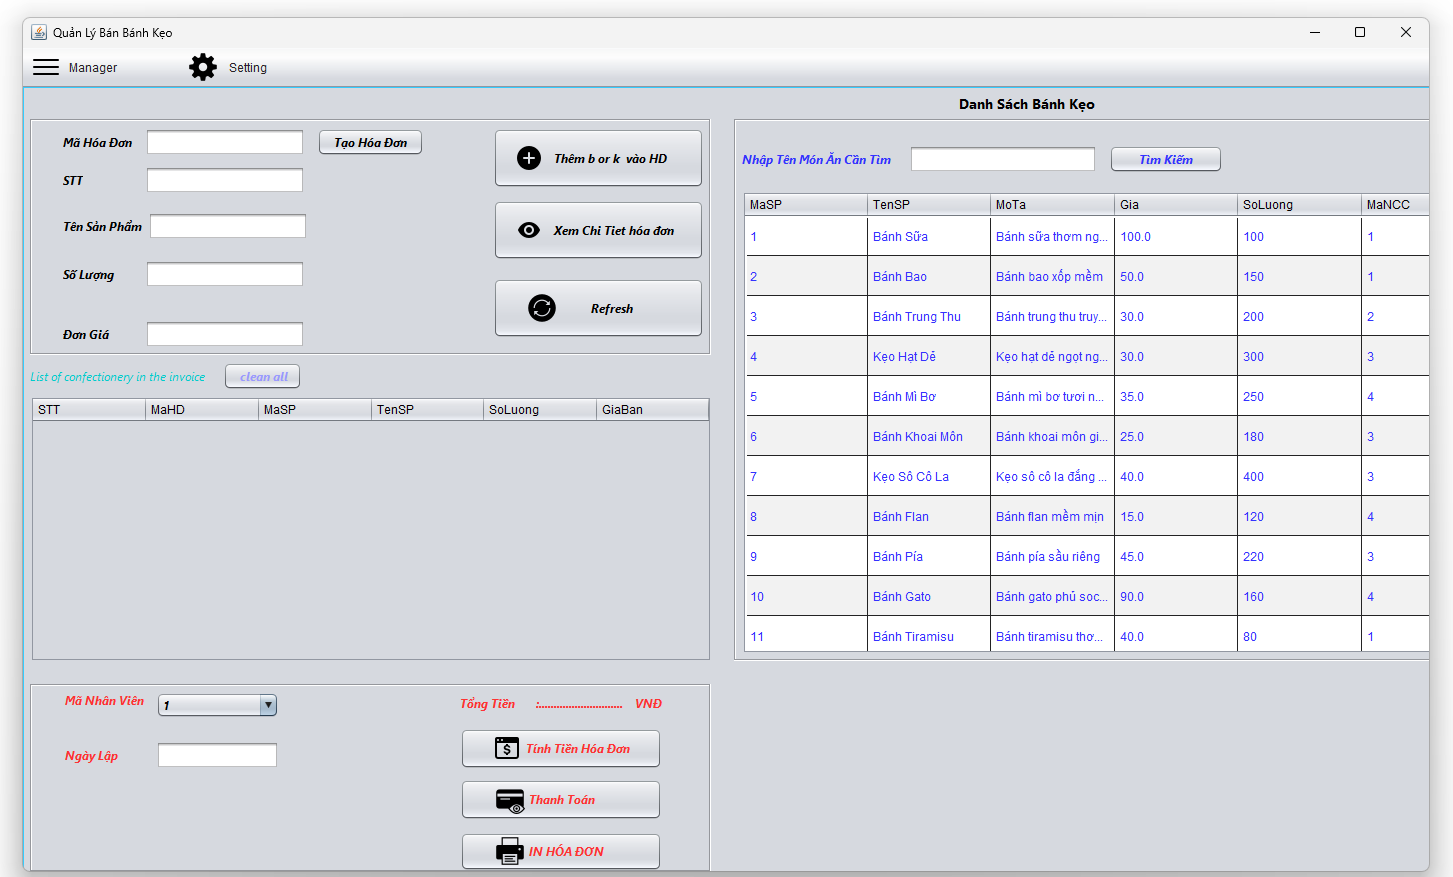 Quản Lý Bán Bánh Kẹo
Manager Setting
Danh Sách Bánh Kẹo
Mã Hóa Đơn Tạo Hóa Đơn
STT
Tên Sản Phẩm
Số Lượng
Đơn Giá
Thêm b or k vào HD
Xem Chi Tiet hóa đơn
Refresh
Nhập Tên Món Ăn Cần Tìm Tìm Kiếm
MaSP TenSP MoTa Gia SoLuong MaNCC
1 Bánh Sữa Bánh sữa thơm ng... 100.0 100 1
2 Bánh Bao Bánh bao xốp mềm 50.0 150 1
3 Bánh Trung Thu Bánh trung thu truy... 30.0 200 2
4 Kẹo Hạt Dẻ Kẹo hạt dẻ ngọt ng... 30.0 300 3
5 Bánh Mì Bơ Bánh mì bơ tươi n... 35.0 250 4
6 Bánh Khoai Môn Bánh khoai môn gi... 25.0 180 3
7 Kẹo Sô Cô La Kẹo sô cô la đắng ... 40.0 400 3
8 Bánh Flan Bánh flan mềm mịn 15.0 120 4
9 Bánh Pía Bánh pía sầu riêng 45.0 220 3
10 Bánh Gato Bánh gato phủ soc... 90.0 160 4
11 Bánh Tiramisu Bánh tiramisu thơ... 40.0 80 1
List of confectionery in the invoice clean all
STT MaHD MaSP TenSP SoLuong GiaBan
Mã Nhân Viên 1
Ngày Lập
Tổng Tiền :............................ VNĐ
Tính Tiền Hóa Đơn
Thanh Toán
IN HÓA ĐƠN